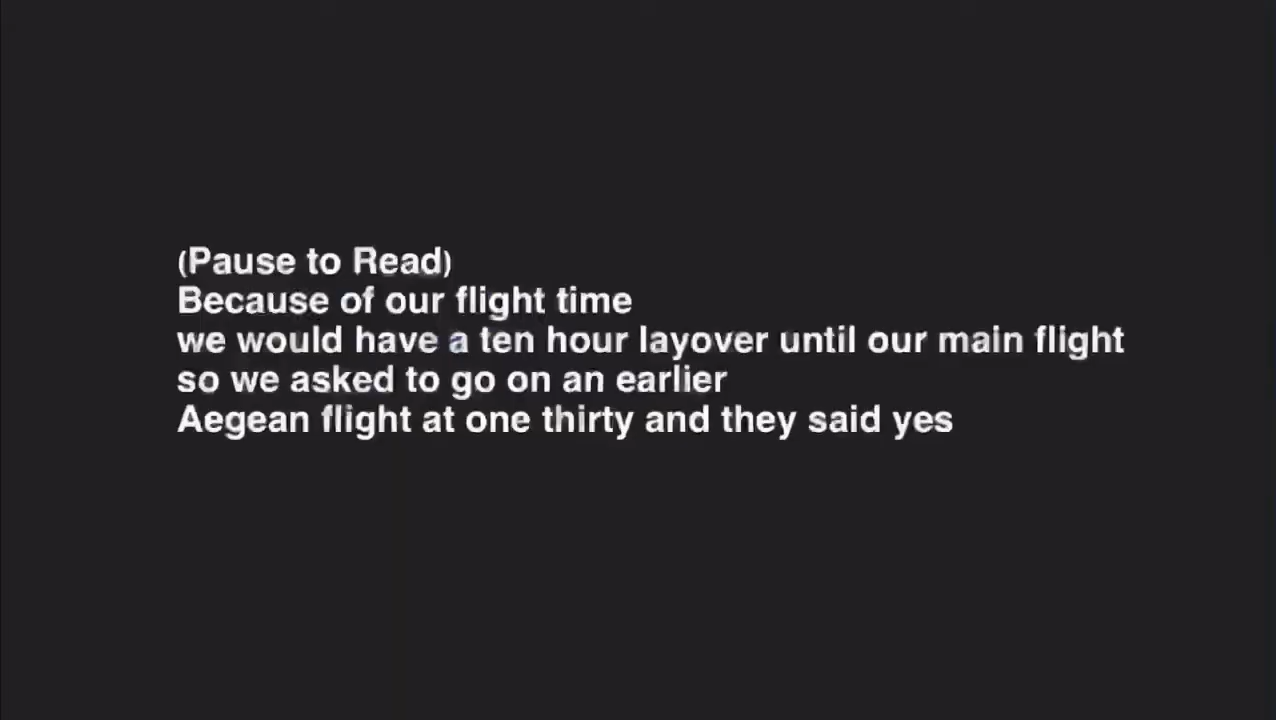 (Pause to Read)
Because of our flight time
we would have a ten hour layover until our main flight
so we asked to go on an earlier
Aegean flight at one thirty and they said yes